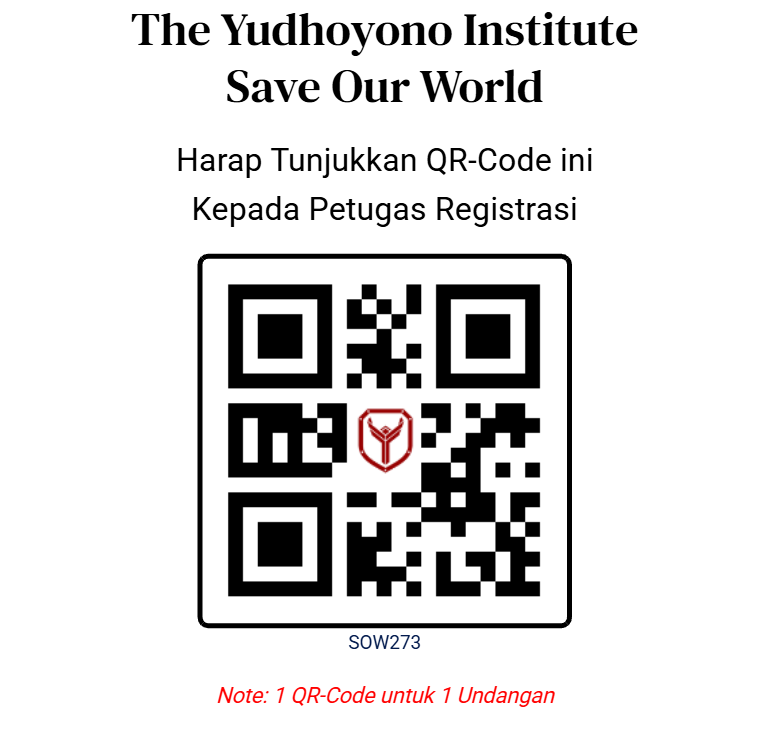 The Yudhoyono Institute
Save Our World
Harap Tunjukkan QR-Code ini
Kepada Petugas Registrasi
SOW273
Note: 1 QR-Code untuk 1 Undangan